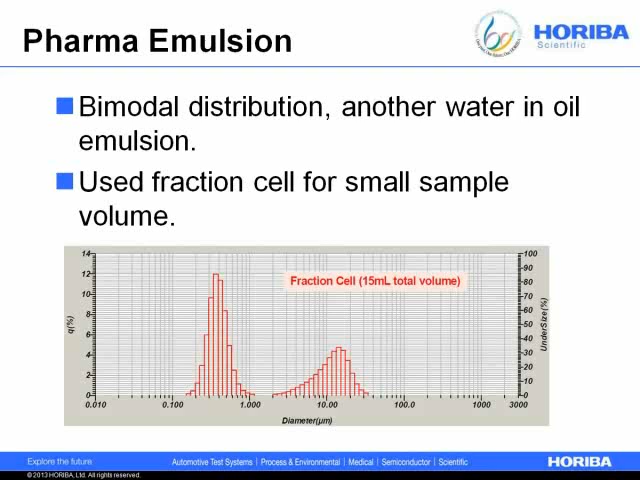 Pharma Emulsion
HORIBA
Scientific
Bimodal distribution, another water in oil
emulsion.
Used fraction cell for small sample
volume.
Fraction Cell (15mL total volume)
q(%)
14
12
10
8
6
4
2
0
UnderSize(%)
100
90
80
70
60
50
40
30
20
10
0
0.010 0.100 1.000 10.00 100.0 1000 3000
Diameter(µm)
Explore the future
Automotive Test Systems | Process & Environmental | Medical | Semiconductor | Scientific
HORIBA
© 2013 HORIBA, Ltd. All rights reserved.